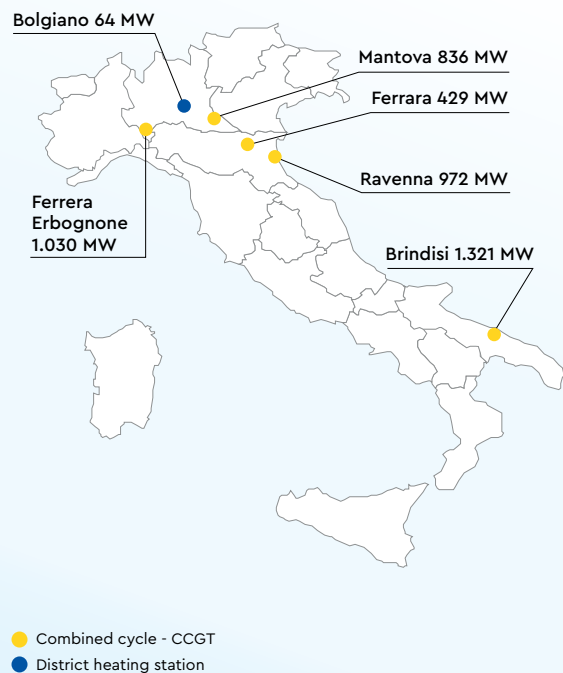 Bolgiano 64 MW
Mantova 836 MW
Ferrara 429 MW
Ravenna 972 MW
Ferrera
Erbognone
1.030 MW
Brindisi 1.321 MW
Combined cycle - CCGT
District heating station